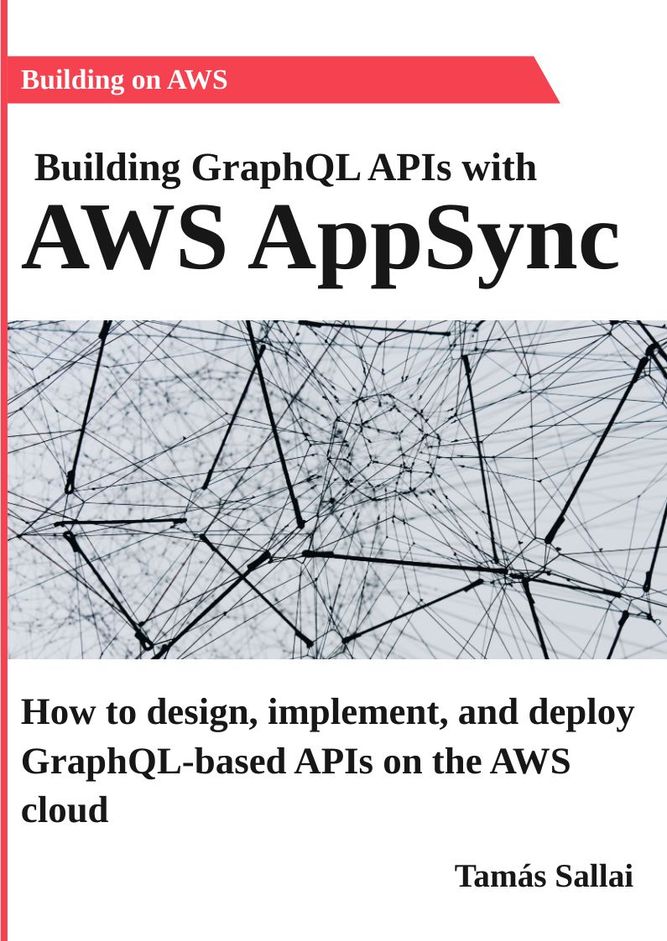 Building on AWS
Building GraphQL APIs with
AWS AppSync
How to design, implement, and deploy
GraphQL-based APIs on the AWS
cloud
Tamás Sallai